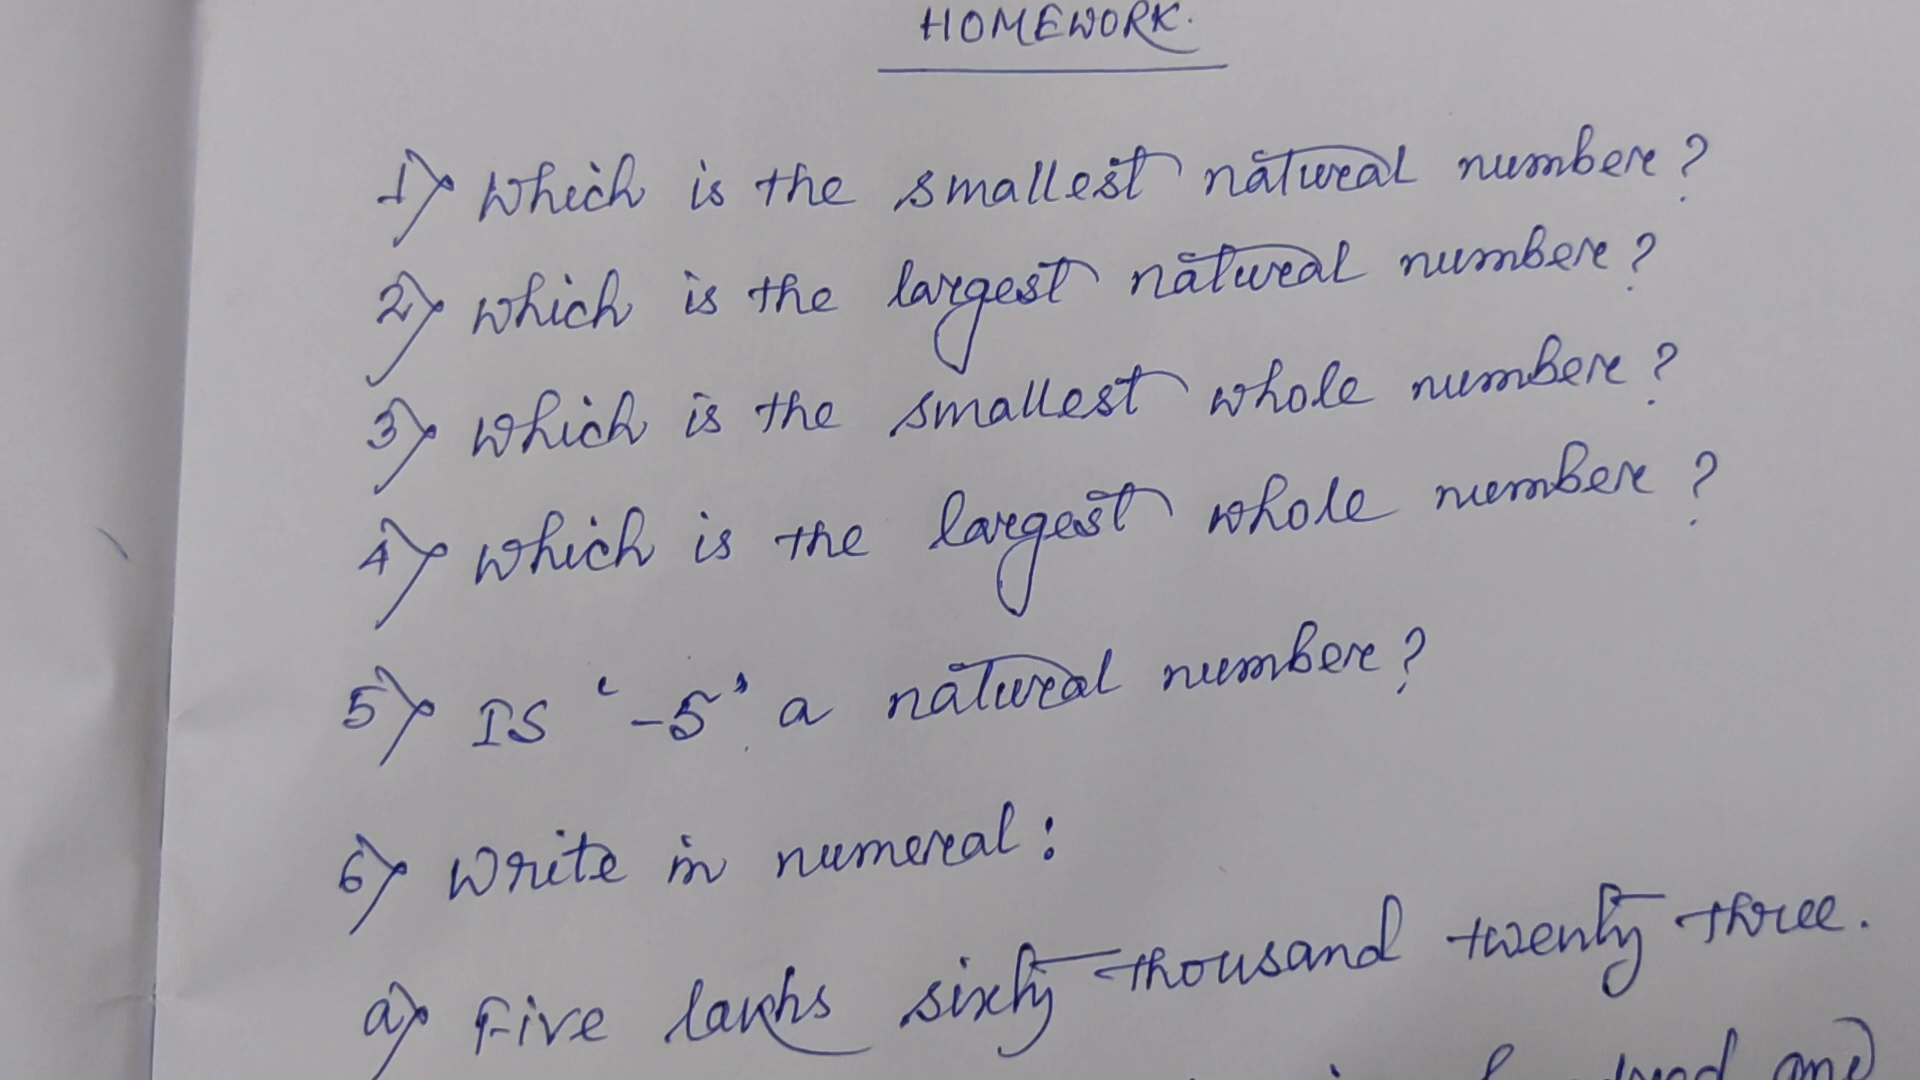 HOMEWORK.
1) Which is the smallest natural number?
2) Which is the largest natural number?
3) Which is the smallest whole number?
4) Which is the largest whole number?
5) IS '-5' a natural number?
6) Write in numeral:
a) Five lakhs sixty thousand twenty three.
hundred and